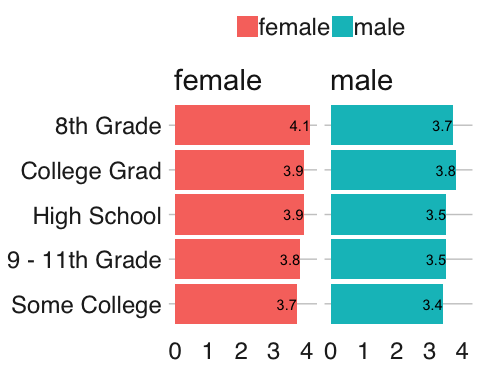 female male
female male
8th Grade 4.1 3.7
College Grad 3.9 3.8
High School 3.9 3.5
9 - 11th Grade 3.8 3.5
Some College 3.7 3.4
0 1 2 3 4 0 1 2 3 4